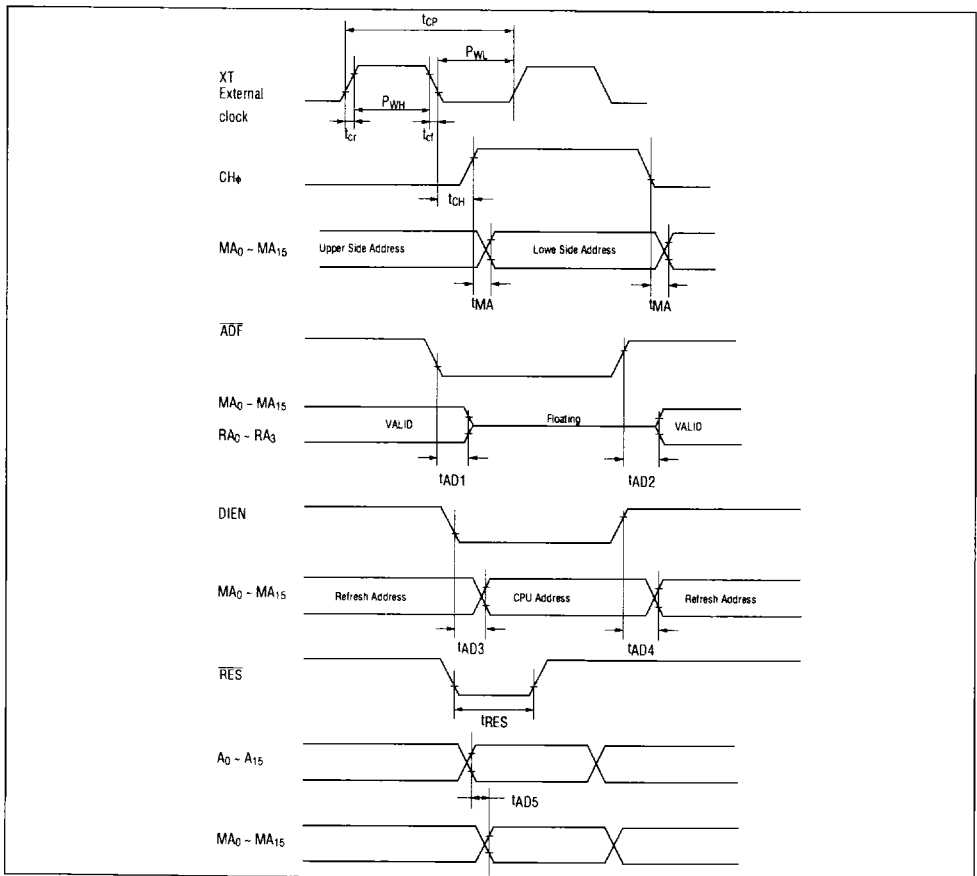 tCP
PWL
XT
External
clock
PWH
tcr
tcf
CHφ
tCH
MA0 ~ MA15
Upper Side Address
Lowe Side Address
tMA
tMA
ADF
MA0 ~ MA15
RA0 ~ RA3
VALID
Floating
VALID
tAD1
tAD2
DIEN
MA0 ~ MA15
Refresh Address
CPU Address
Refresh Address
tAD3
tAD4
RES
tRES
A0 ~ A15
tAD5
MA0 ~ MA15